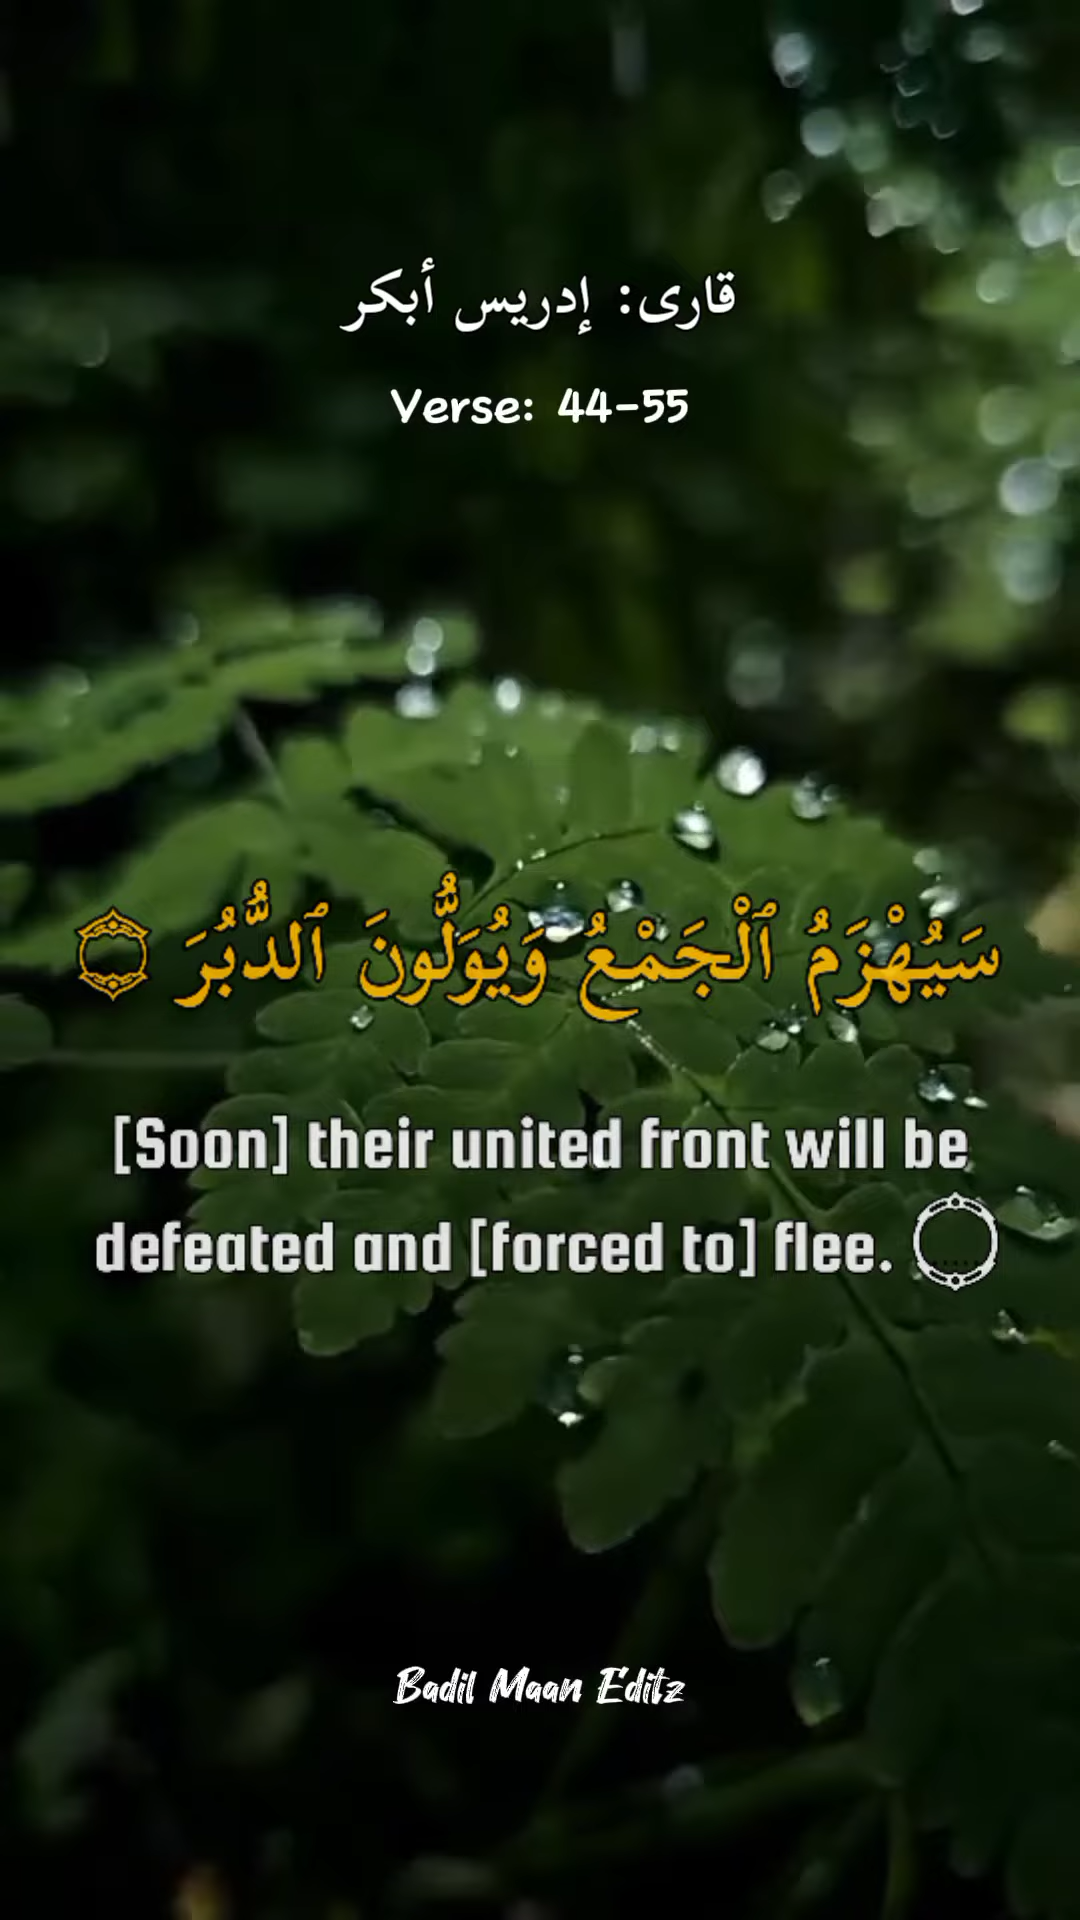 قارى: إدريس أبكر
Verse: 44-55
سَيُهْزَمُ ٱلْجَمْعُ وَيُوَلُّونَ ٱلدُّبُرَ ۝
[Soon] their united front will be
defeated and [forced to] flee. ۝
Badil Maan Editz